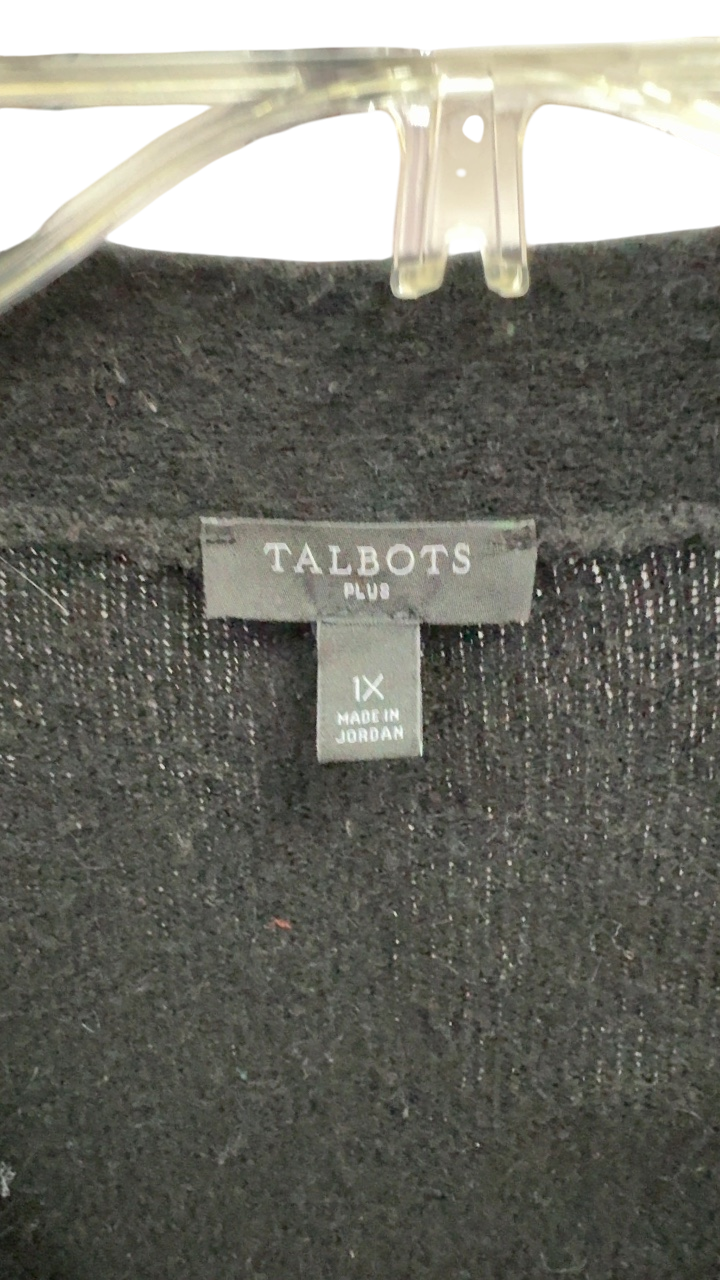 TALBOTS
PLUS
1X
MADE IN
JORDAN